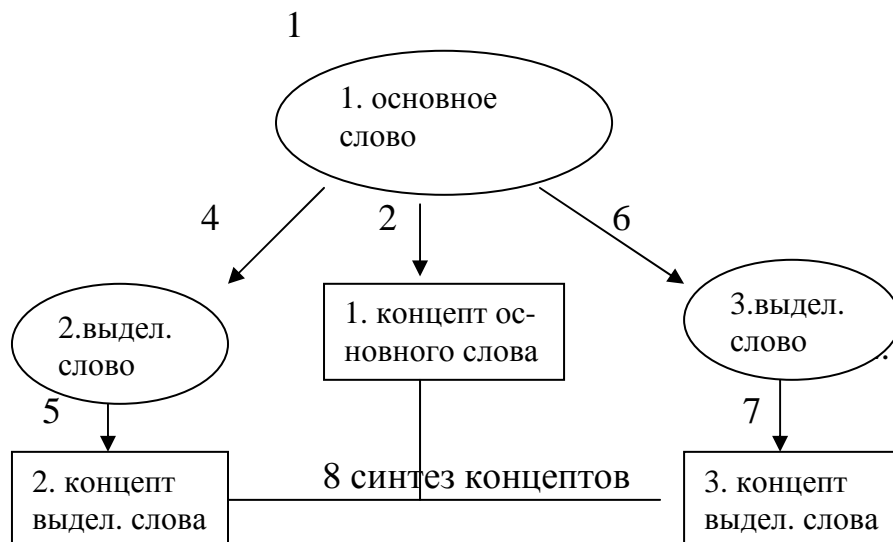 1
1. основное
слово
4
2
6
2.выдел.
слово
1. концепт ос-
новного слова
3.выдел.
слово
..
5
7
2. концепт
выдел. слова
8 синтез концептов
3. концепт
выдел. слова